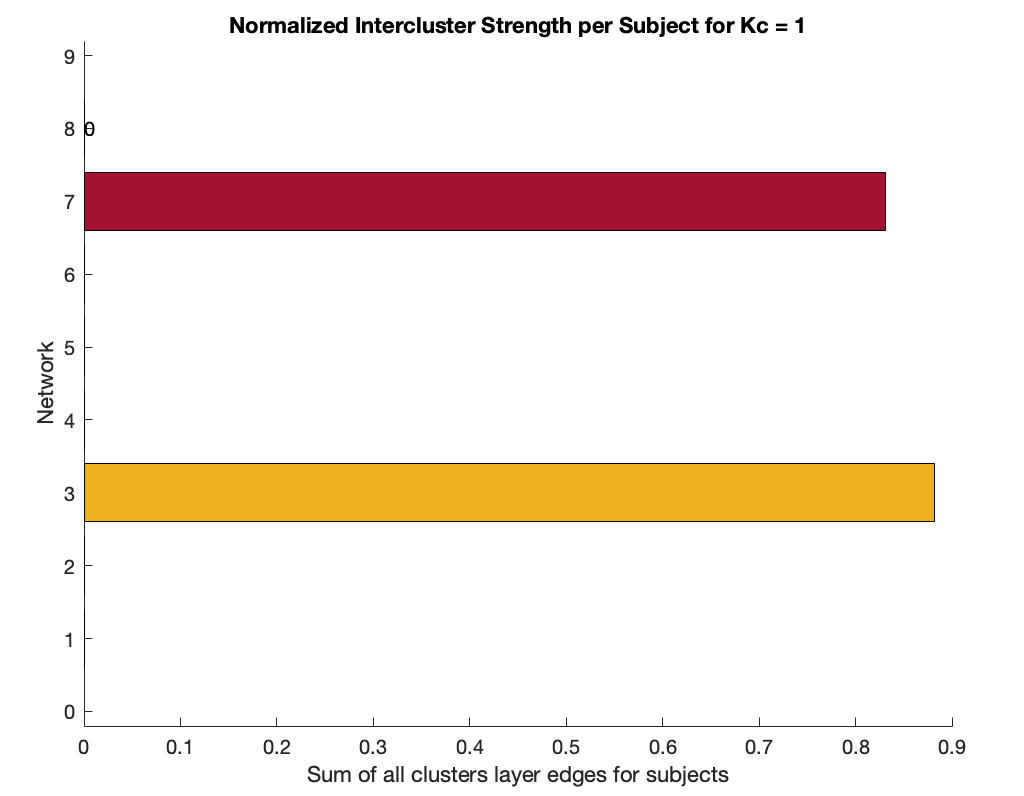 Normalized Intercluster Strength per Subject for Kc = 1
9
8 0
7
6
5
4
3
2
1
0
Network
0 0.1 0.2 0.3 0.4 0.5 0.6 0.7 0.8 0.9
Sum of all clusters layer edges for subjects